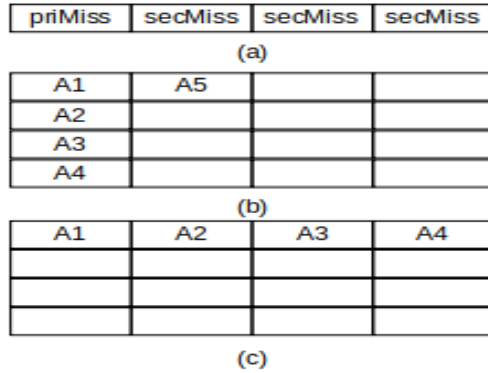 priMiss secMiss secMiss secMiss
(a)
A1 A5
A2
A3
A4
(b)
A1 A2 A3 A4
(c)